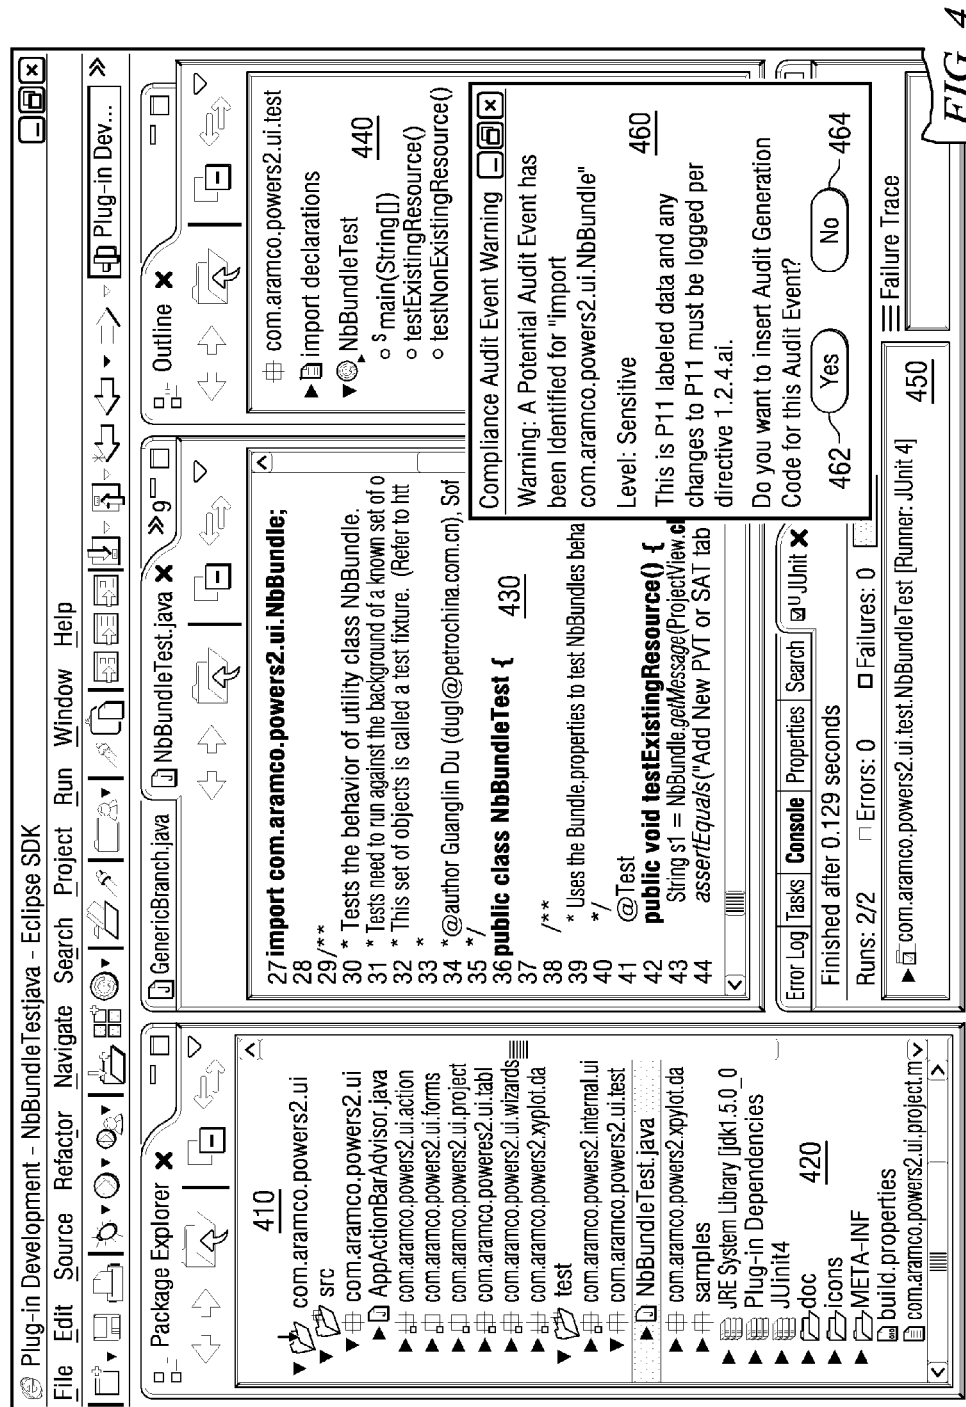 Plug-in Development - NbBundleTestjava - Eclipse SDK
File Edit Source Refactor Navigate Search Project Run Window Help
Plug-in Dev...
Package Explorer
410
com.aramco.powers2.ui
src
com.aramco.powers2.ui
AppActionBarAdvisor.java
com.aramco.powers2.ui.action
com.aramco.powers2.ui.forms
com.aramco.powers2.ui.project
com.aramco.poweres2.ui.tabl
com.aramco.powers2.ui.wizards
com.aramco.powers2.xyplot.da
test
com.aramco.powers2.internal.ui
com.aramco.powers2.ui.test
NbBundleTest.java
com.aramco.powers2.xpylot.da
samples
JRE System Library [jdk1.5.0_0
Plug-in Dependencies
JUinit4
doc
420
icons
META-INF
build.properties
com.aramco.powers2.ui.project.m
GenericBranch.java
NbBundleTest.java
9
27 import com.aramco.powers2.ui.NbBundle;
28
29 /**
30 * Tests the behavior of utility class NbBundle.
31 * Tests need to run against the background of a known set of o
32 * This set of objects is called a test fixture. (Refer to htt
33 *
34 *@author Guanglin Du (dugl@petrochina.com.cn), Sof
35 */
36 public class NbBundleTest {
430
37
38 /**
39 * Uses the Bundle.properties to test NbBundles beha
40 */
41 @Test
42 public void testExistingResource() {
43 String s1 = NbBundle.getMessage(ProjectView.cl
44 assertEquals("Add New PVT or SAT tab
Outline
com.aramco.powers2.ui.test
import declarations
NbBundleTest
440
S main(String[])
testExistingResource()
testNonExistingResource()
Compliance Audit Event Warning
Warning: A Potential Audit Event has
been Identified for "import
com.aramco.powers2.ui.NbBundle"
Level: Sensitive
460
This is P11 labeled data and any
changes to P11 must be logged per
directive 1.2.4.ai.
Do you want to insert Audit Generation
Code for this Audit Event?
462 Yes No 464
Error Log Tasks Console Properties Search JUnit
Finished after 0.129 seconds
Runs: 2/2 Errors: 0 Failures: 0
com.aramco.powers2.ui.test.NbBundleTest [Runner: JUnit 4]
450
Failure Trace
FIG. 4